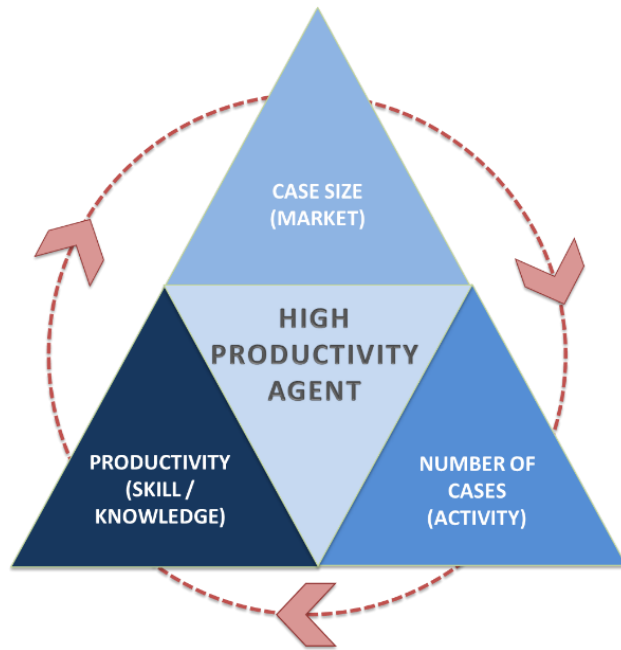 CASE SIZE
(MARKET)
HIGH
PRODUCTIVITY
AGENT
PRODUCTIVITY
(SKILL /
KNOWLEDGE)
NUMBER OF
CASES
(ACTIVITY)